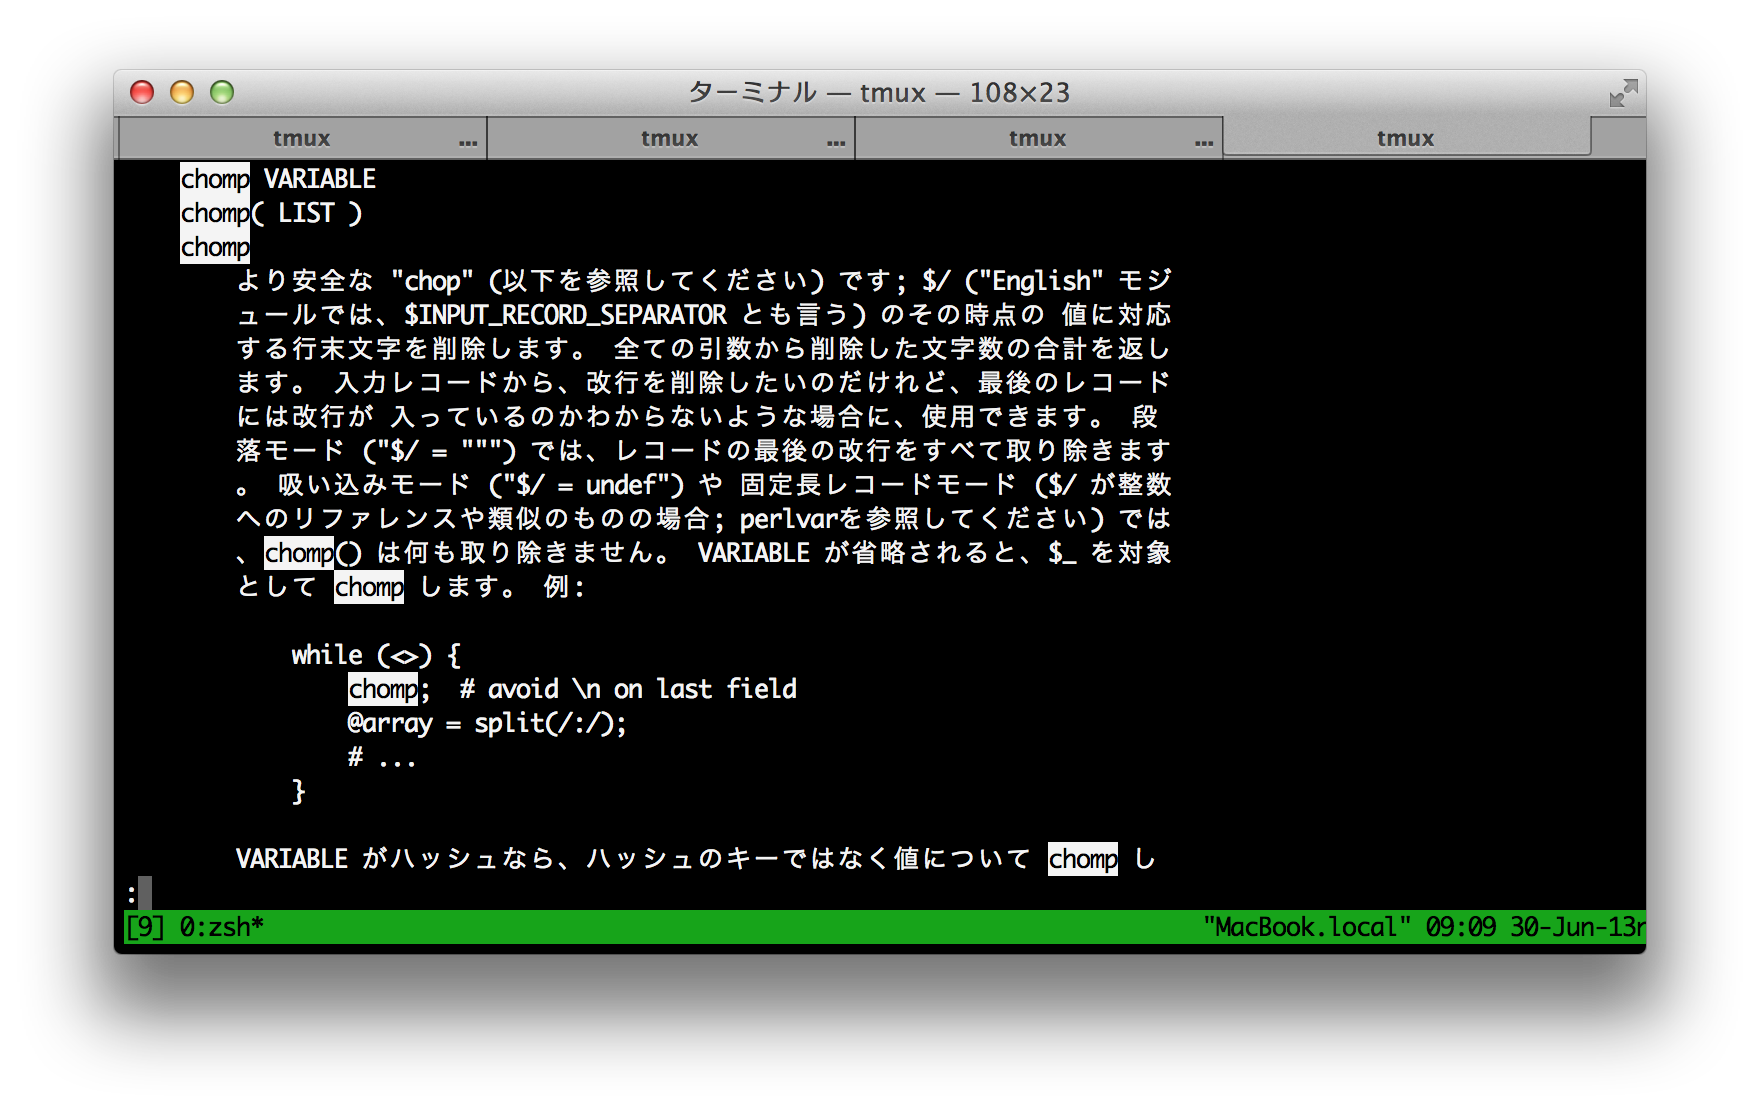 ターミナル — tmux — 108×23
tmux ... tmux ... tmux ... tmux
chomp VARIABLE
chomp( LIST )
chomp
より安全な "chop" (以下を参照してください) です; $/ ("English" モジ
ュールでは、$INPUT_RECORD_SEPARATOR とも言う) のその時点の 値に対応
する行末文字を削除します。 全ての引数から削除した文字数の合計を返し
ます。 入力レコードから、改行を削除したいのだけれど、最後のレコード
には改行が 入っているのかわからないような場合に、使用できます。 段
落モード ("$/ = """) では、レコードの最後の改行をすべて取り除きます
。 吸い込みモード ("$/ = undef") や 固定長レコードモード ($/ が整数
へのリファレンスや類似のものの場合; perlvarを参照してください) では
、chomp() は何も取り除きません。 VARIABLE が省略されると、$_ を対象
として chomp します。 例:
while (<>) {
chomp;  # avoid \n on last field
@array = split(/:/);
# ...
}
VARIABLE がハッシュなら、ハッシュのキーではなく値について chomp し
:
[9] 0:zsh* "MacBook.local" 09:09 30-Jun-13r